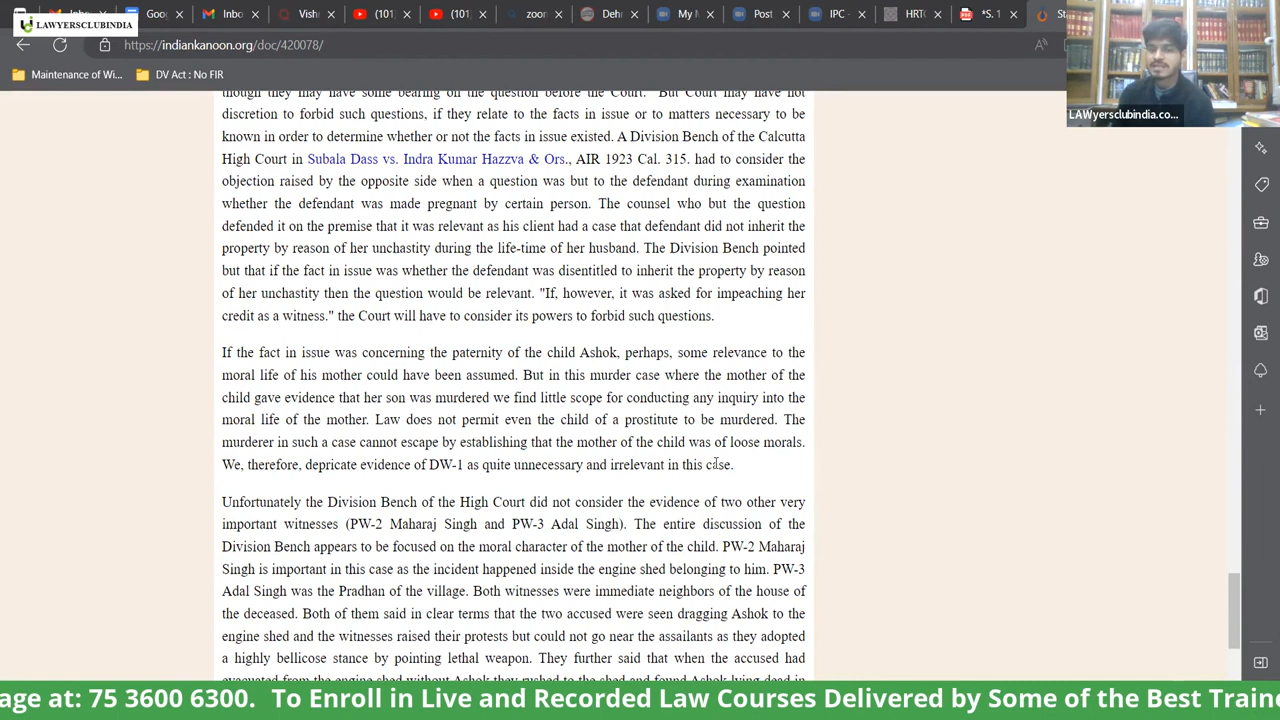 LAWYERSCLUBINDIA
Goo
Inbo
Vish
(101
zoon
Deh
My M
Awas Post
C -
HRT
*S.
St
https://indiankanoon.org/doc/420078/
Maintenance of Wi...
DV Act : No FIR
LAWyersclubindia.co...
though they may have some bearing on the question before the Court." But Court may have not
discretion to forbid such questions, if they relate to the facts in issue or to matters necessary to be
known in order to determine whether or not the facts in issue existed. A Division Bench of the Calcutta
High Court in Subala Dass vs. Indra Kumar Hazzva & Ors., AIR 1923 Cal. 315. had to consider the
objection raised by the opposite side when a question was but to the defendant during examination
whether the defendant was made pregnant by certain person. The counsel who but the question
defended it on the premise that it was relevant as his client had a case that defendant did not inherit the
property by reason of her unchastity during the life-time of her husband. The Division Bench pointed
but that if the fact in issue was whether the defendant was disentitled to inherit the property by reason
of her unchastity then the question would be relevant. "If, however, it was asked for impeaching her
credit as a witness." the Court will have to consider its powers to forbid such questions.
If the fact in issue was concerning the paternity of the child Ashok, perhaps, some relevance to the
moral life of his mother could have been assumed. But in this murder case where the mother of the
child gave evidence that her son was murdered we find little scope for conducting any inquiry into the
moral life of the mother. Law does not permit even the child of a prostitute to be murdered. The
murderer in such a case cannot escape by establishing that the mother of the child was of loose morals.
We, therefore, depricate evidence of DW-1 as quite unnecessary and irrelevant in this case.
Unfortunately the Division Bench of the High Court did not consider the evidence of two other very
important witnesses (PW-2 Maharaj Singh and PW-3 Adal Singh). The entire discussion of the
Division Bench appears to be focused on the moral character of the mother of the child. PW-2 Maharaj
Singh is important in this case as the incident happened inside the engine shed belonging to him. PW-3
Adal Singh was the Pradhan of the village. Both witnesses were immediate neighbors of the house of
the deceased. Both of them said in clear terms that the two accused were seen dragging Ashok to the
engine shed and the witnesses raised their protests but could not go near the assailants as they adopted
a highly bellicose stance by pointing lethal weapon. They further said that when the accused had
age at: 75 3600 6300. To Enroll in Live and Recorded Law Courses Delivered by Some of the Best Traine